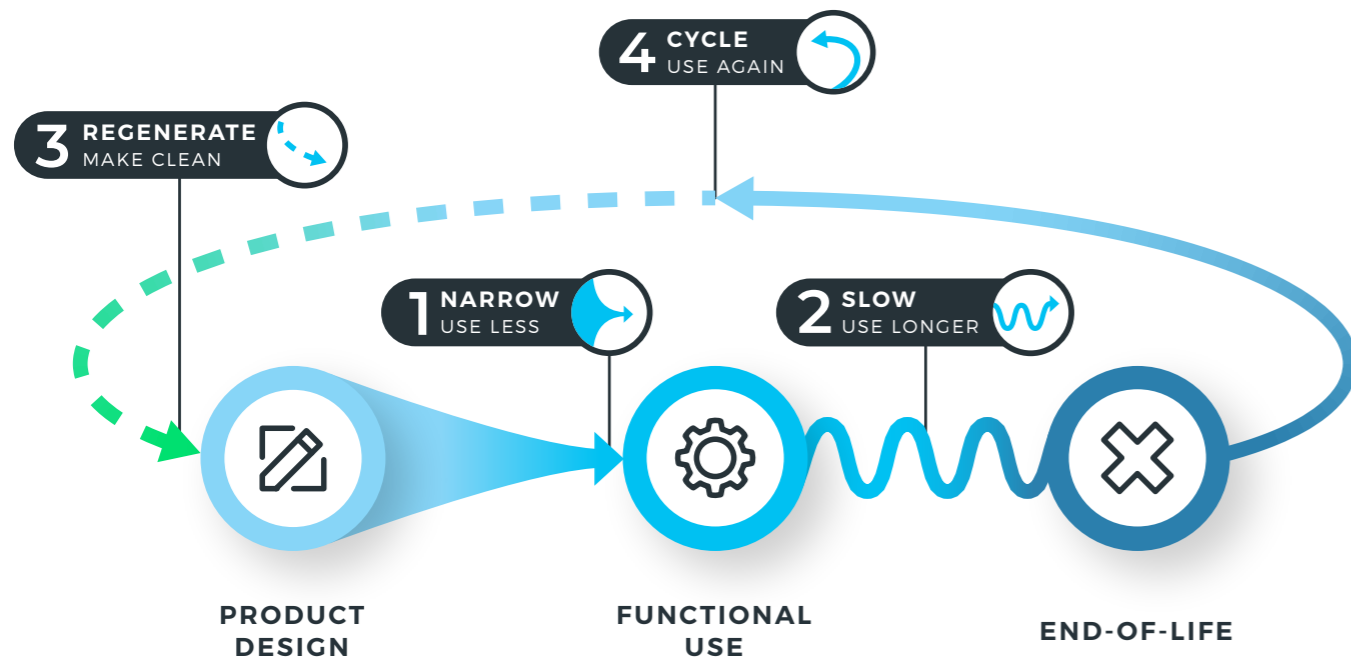 4 CYCLE
USE AGAIN
3 REGENERATE
MAKE CLEAN
1 NARROW
USE LESS
2 SLOW
USE LONGER
PRODUCT
DESIGN
FUNCTIONAL
USE
END-OF-LIFE